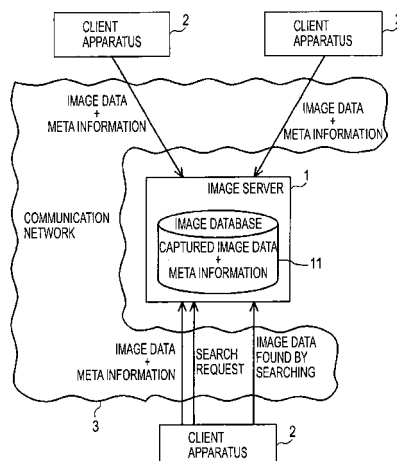 CLIENT
APPARATUS
2
CLIENT
APPARATUS
IMAGE DATA
+
META INFORMATION
IMAGE DATA
+
META INFORMATION
1
IMAGE SERVER
COMMUNICATION
NETWORK
IMAGE DATABASE
CAPTURED IMAGE DATA
+
META INFORMATION
11
IMAGE DATA
+
META INFORMATION
SEARCH
REQUEST
IMAGE DATA
FOUND BY
SEARCHING
3
CLIENT
APPARATUS
2